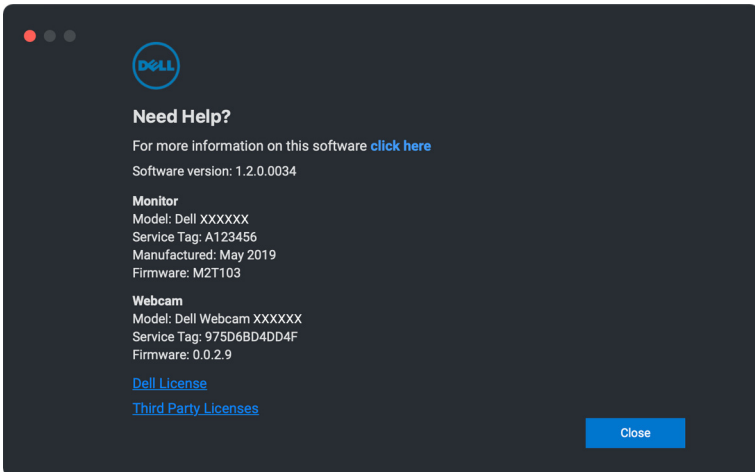 DELL
Need Help?
For more information on this software click here
Software version: 1.2.0.0034
Monitor
Model: Dell XXXXXX
Service Tag: A123456
Manufactured: May 2019
Firmware: M2T103
Webcam
Model: Dell Webcam XXXXXX
Service Tag: 975D6BD4DD4F
Firmware: 0.0.2.9
Dell License
Third Party Licenses
Close